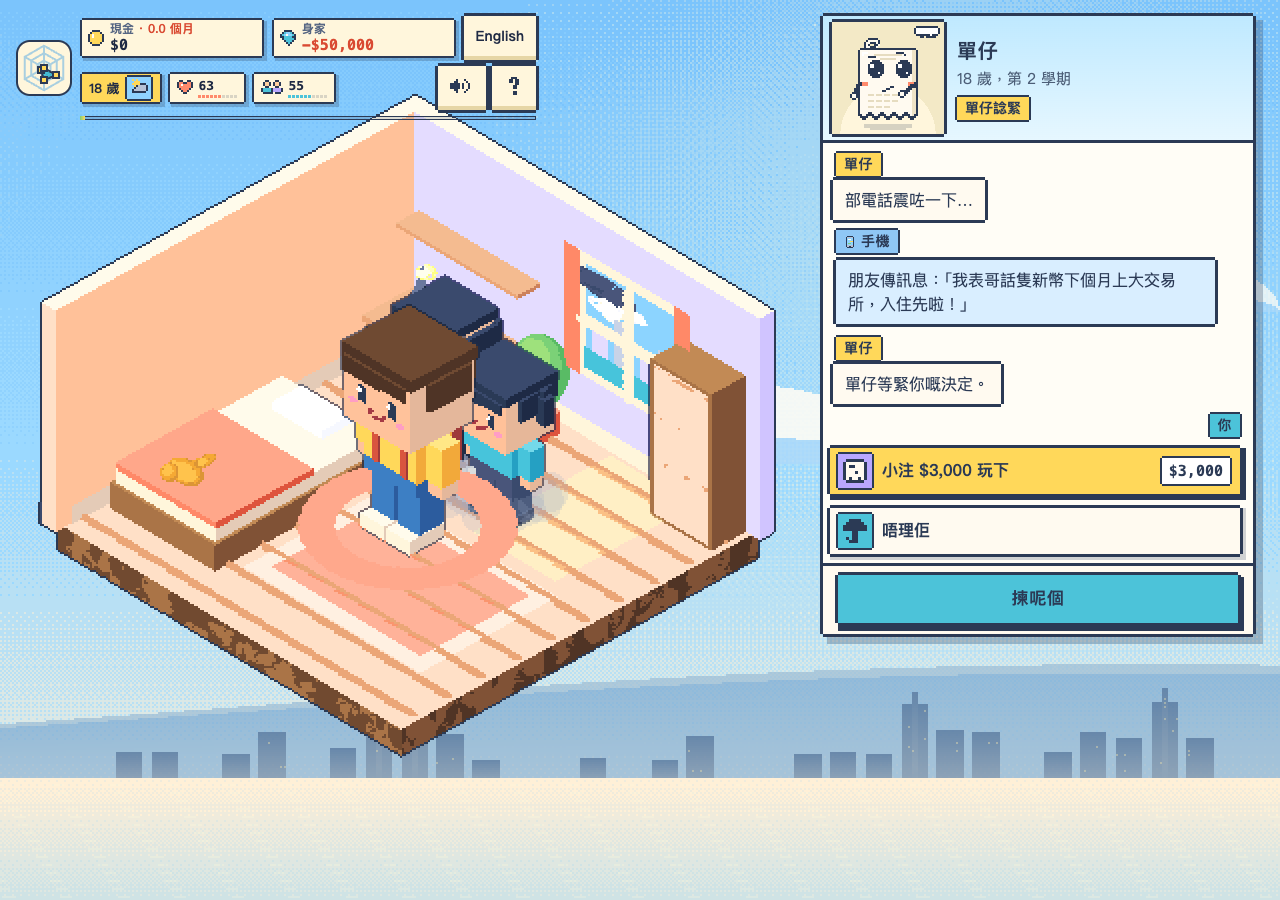 現金 · 0.0 個月
$0
身家
−$50,000
English
18 歲
63
55
?
單仔
18 歲，第 2 學期
單仔諗緊
單仔
部電話震咗一下…
手機
朋友傳訊息：「我表哥話隻新幣下個月上大交易
所，入住先啦！」
單仔
單仔等緊你嘅決定。
你
小注 $3,000 玩下
$3,000
唔理佢
揀呢個